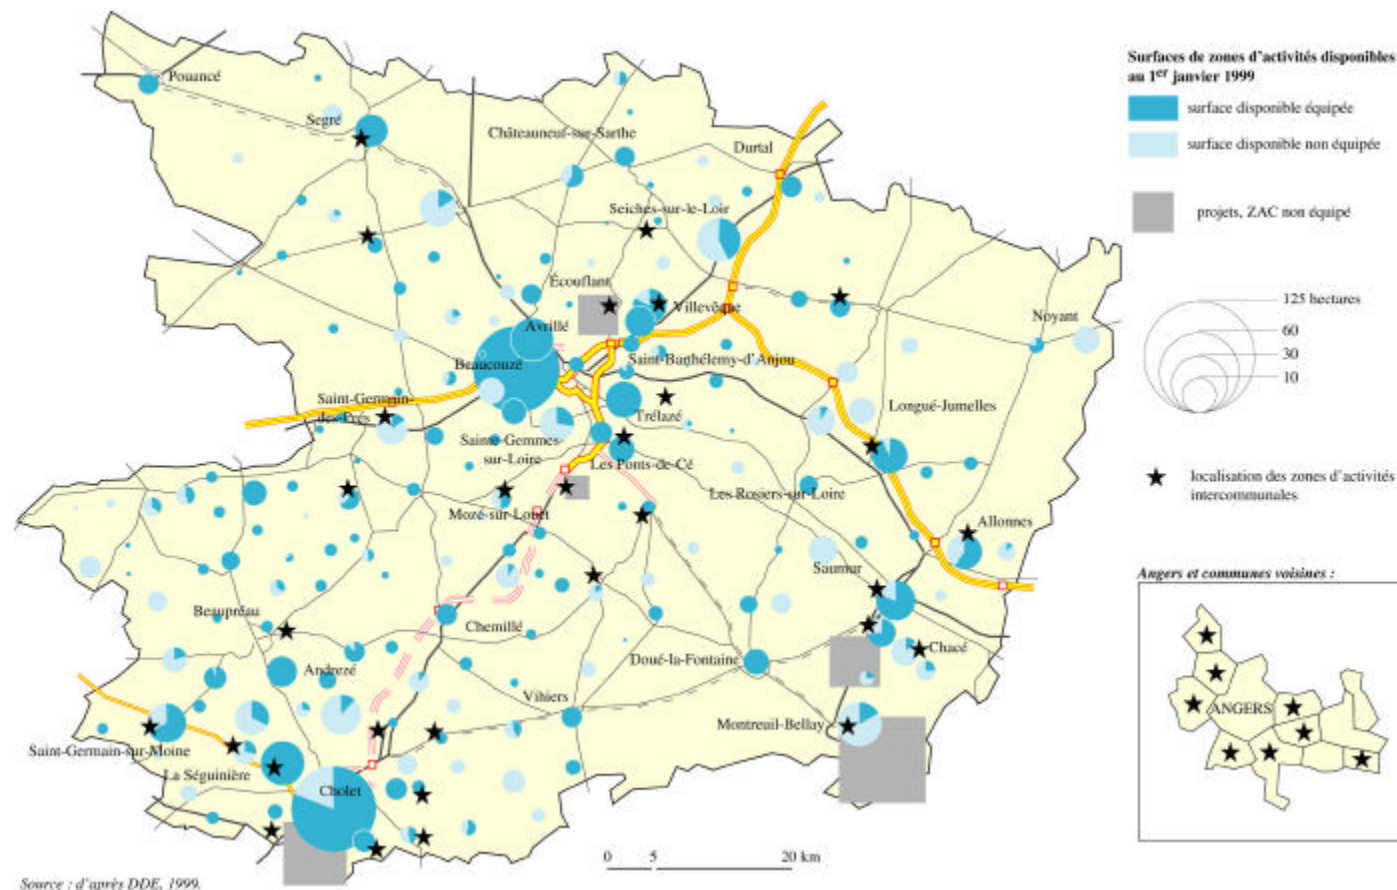 Pouancé
Segré
Châteauneuf-sur-Sarthe
Durtal
Seiches-sur-le-Loir
Écouflant
Villevêque
Noyant
Avrillé
Beaucouzé
Saint-Barthélemy-d'Anjou
Saint-Germain-
des-Prés
Trélazé
Longué-Jumelles
Sainte-Gemmes-
sur-Loire
Les Ponts-de-Cé
Les Rosiers-sur-Loire
Mozé-sur-Louet
Allonnes
Saumur
Beaupréau
Chemillé
Andrezé
Doué-la-Fontaine
Chacé
Vihiers
Montreuil-Bellay
Saint-Germain-sur-Moine
La Séguinière
Cholet
0 5 20 km
Source : d'après DDE, 1999.
Surfaces de zones d'activités disponibles
au 1er janvier 1999
surface disponible équipée
surface disponible non équipée
projets, ZAC non équipé
125 hectares
60
30
10
localisation des zones d'activités
intercommunales
Angers et communes voisines :
ANGERS